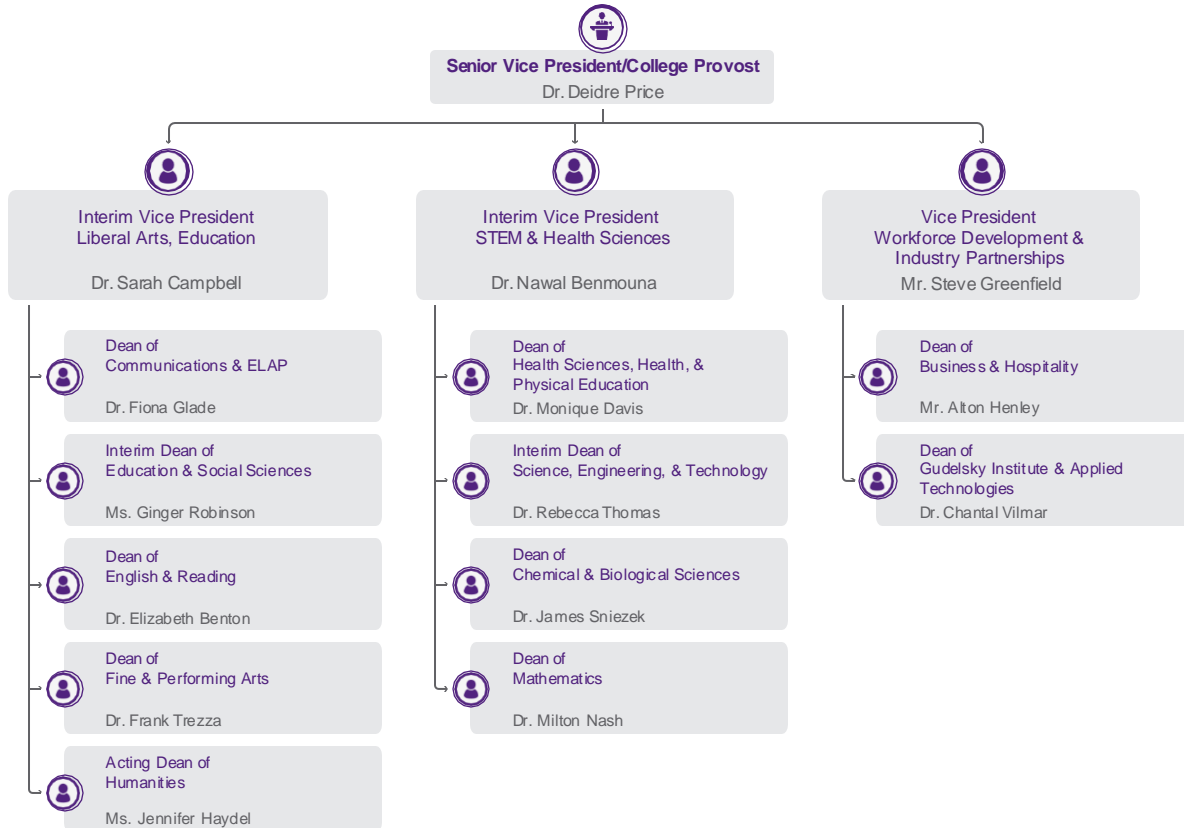 Senior Vice President/College Provost
Dr. Deidre Price
Interim Vice President
Liberal Arts, Education
Dr. Sarah Campbell
Dean of
Communications & ELAP
Dr. Fiona Glade
Interim Dean of
Education & Social Sciences
Ms. Ginger Robinson
Dean of
English & Reading
Dr. Elizabeth Benton
Dean of
Fine & Performing Arts
Dr. Frank Trezza
Acting Dean of
Humanities
Ms. Jennifer Haydel
Interim Vice President
STEM & Health Sciences
Dr. Nawal Benmouna
Dean of
Health Sciences, Health, &
Physical Education
Dr. Monique Davis
Interim Dean of
Science, Engineering, & Technology
Dr. Rebecca Thomas
Dean of
Chemical & Biological Sciences
Dr. James Sniezek
Dean of
Mathematics
Dr. Milton Nash
Vice President
Workforce Development &
Industry Partnerships
Mr. Steve Greenfield
Dean of
Business & Hospitality
Mr. Alton Henley
Dean of
Gudelsky Institute & Applied
Technologies
Dr. Chantal Vilmar